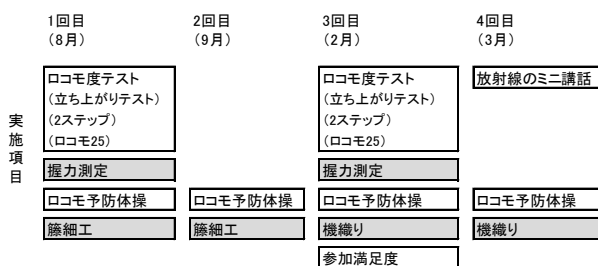 1回目
（8月）
2回目
（9月）
3回目
（2月）
4回目
（3月）
実施項目
ロコモ度テスト
（立ち上がりテスト）
（2ステップ）
（ロコモ25）
ロコモ度テスト
（立ち上がりテスト）
（2ステップ）
（ロコモ25）
放射線のミニ講話
握力測定
握力測定
ロコモ予防体操
ロコモ予防体操
ロコモ予防体操
ロコモ予防体操
籐細工
籐細工
機織り
機織り
参加満足度